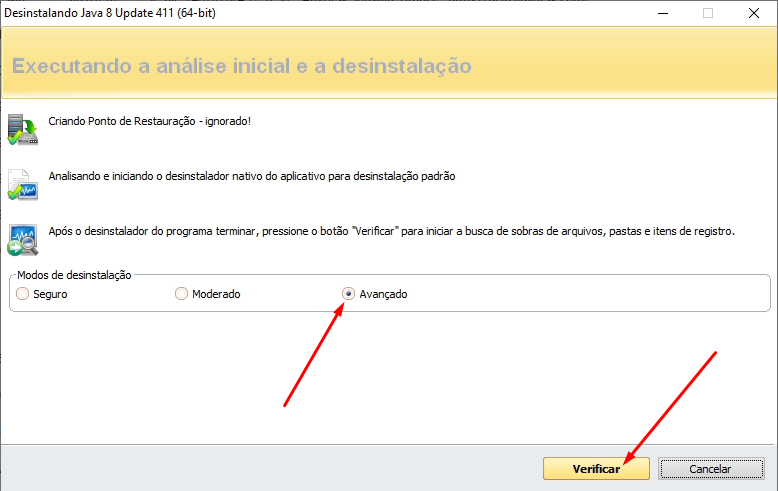 Desinstalando Java 8 Update 411 (64-bit)
Executando a análise inicial e a desinstalação
Criando Ponto de Restauração - ignorado!
Analisando e iniciando o desinstalador nativo do aplicativo para desinstalação padrão
Após o desinstalador do programa terminar, pressione o botão "Verificar" para iniciar a busca de sobras de arquivos, pastas e itens de registro.
Modos de desinstalação
Seguro Moderado Avançado
Verificar Cancelar